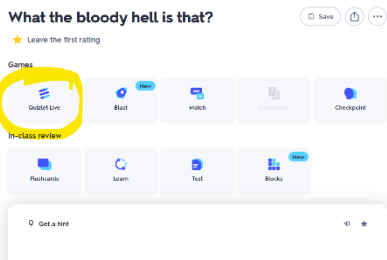 What the bloody hell is that?
Save
Leave the first rating
Games
New
Quizlet Live
Blast
Match
Categories
Checkpoint
In-class review
New
Flashcards
Learn
Test
Blocks
Get a hint